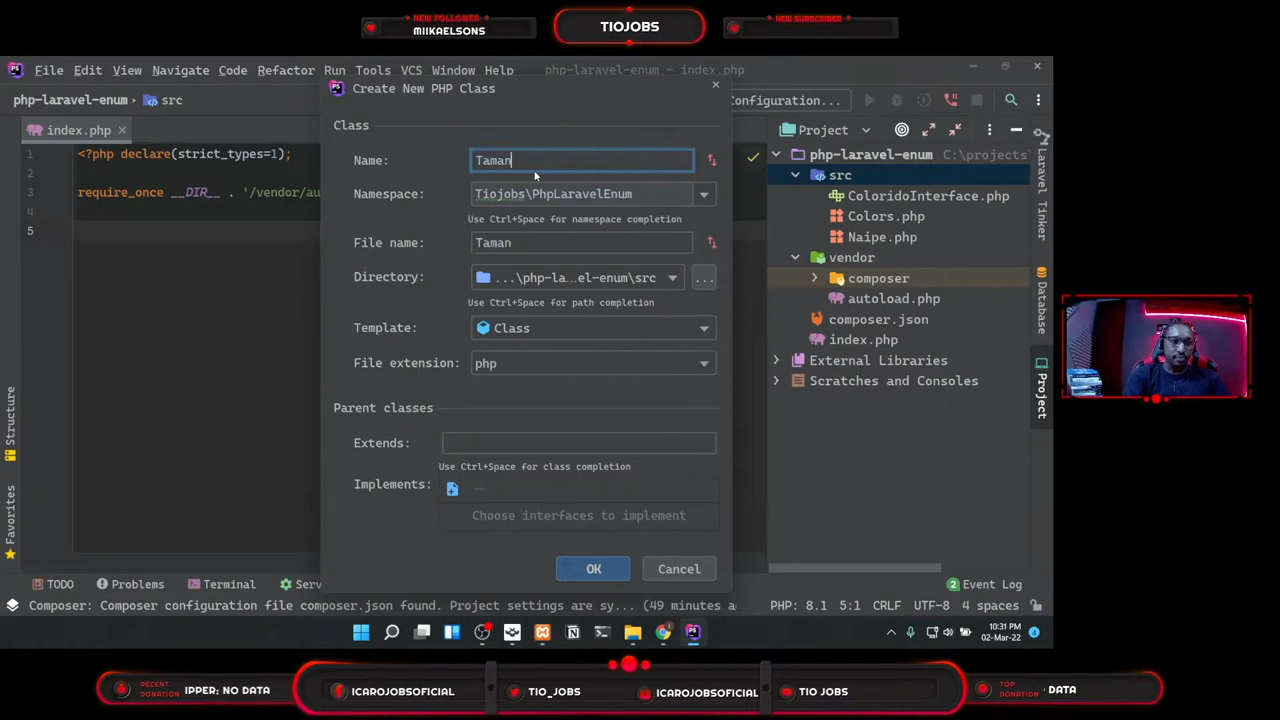 NEW FOLLOWER
MIIKAELSONS
TIOJOBS
NEW SUBSCRIBER
PS
File Edit View Navigate Code Refactor Run Tools VCS Window Help
php-laravel-enum – index.php
php-laravel-enum › src
onfiguration...
index.php
1 <?php declare(strict_types=1);
2
3 require_once __DIR__ . '/vendor/au
4
5
Create New PHP Class
Class
Name: Taman
Namespace: Tiojobs\PhpLaravelEnum
Use Ctrl+Space for namespace completion
File name: Taman
Directory: ...\php-la...el-enum\src
...
Use Ctrl+Space for path completion
Template: Class
File extension: php
Parent classes
Extends:
Use Ctrl+Space for class completion
Implements:
Choose interfaces to implement
OK
Cancel
Project
php-laravel-enum C:\projects
src
ColoridoInterface.php
Colors.php
Naipe.php
vendor
composer
autoload.php
composer.json
index.php
External Libraries
Scratches and Consoles
Laravel Tinker
Database
Project
Structure
Favorites
TODO Problems Terminal Serv
2 Event Log
Composer: Composer configuration file composer.json found. Project settings are sy... (49 minutes a
PHP: 8.1 5:1 CRLF UTF-8 4 spaces
10:31 PM
02-Mar-22
4
RECENT DONATION
IPPER: NO DATA
ICAROJOBSOFICIAL
TIO_JOBS
ICAROJOBSOFICIAL
TIO JOBS
TOP DONATION
DATA